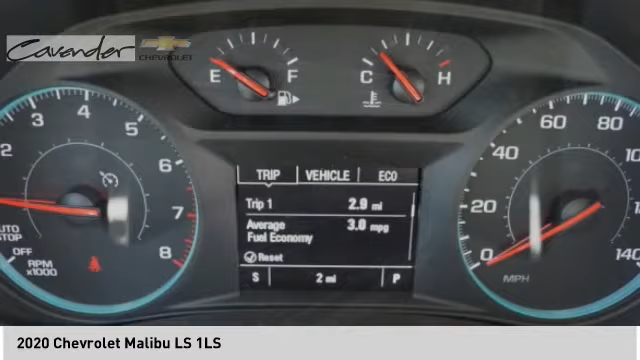 Cavender
CHEVROLET
E F
C H
2 3 4 5 6 7 8
AUTO
STOP
OFF
RPM
x1000
TRIP VEHICLE ECO
Trip 1 2.0 mi
Average 3.0 mpg
Fuel Economy
Reset
S 2 mi P
0 20 40 60 80 100 140
MPH
2020 Chevrolet Malibu LS 1LS